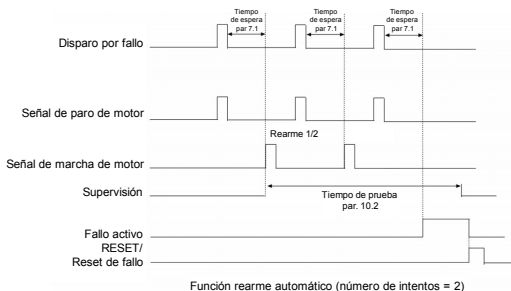 Tiempo
de espera
par 7.1
Tiempo
de espera
par 7.1
Tiempo
de espera
par 7.1
Disparo por fallo
Señal de paro de motor
Rearme 1/2
Señal de marcha de motor
Supervisión
Tiempo de prueba
par. 10.2
Fallo activo
RESET/
Reset de fallo
Función rearme automático (número de intentos = 2)